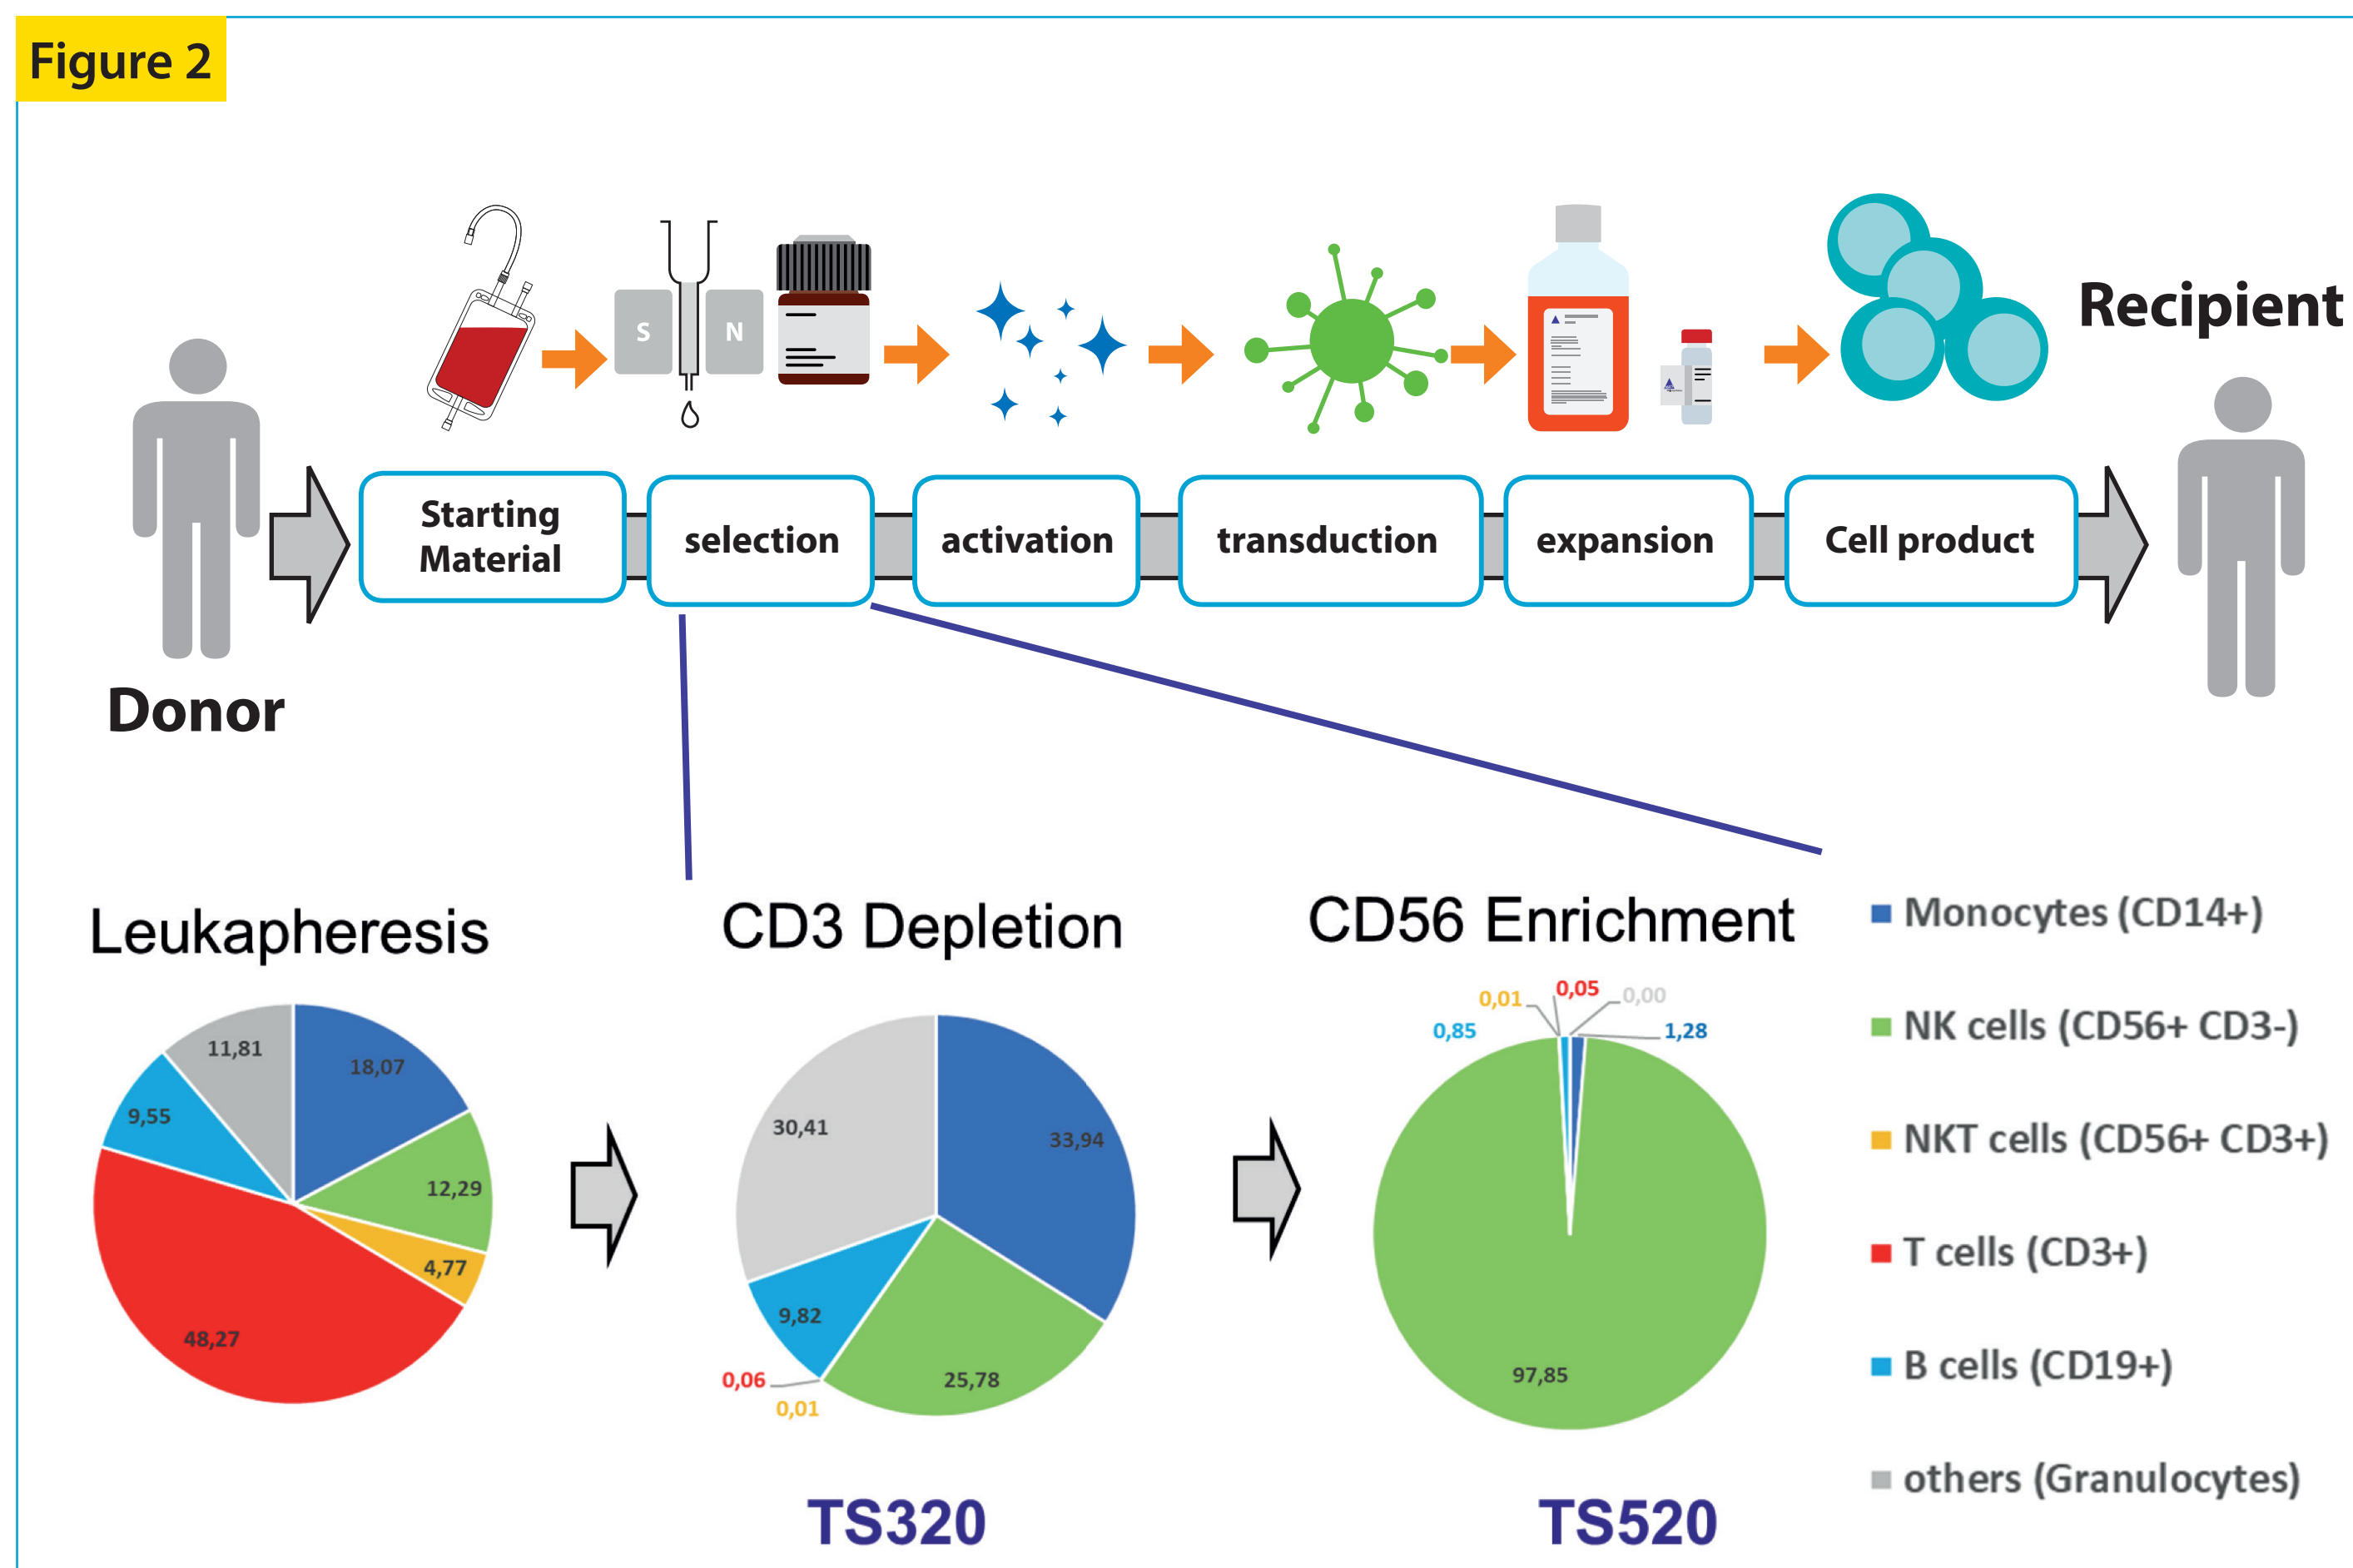 Figure 2
S
N
Recipient
Donor
Starting
Material
selection
activation
transduction
expansion
Cell product
Leukapheresis
CD3 Depletion
CD56 Enrichment
18,07
12,29
4,77
48,27
9,55
11,81
33,94
25,78
0,01
0,06
9,82
30,41
0,01
0,05
0,00
0,85
1,28
97,85
Monocytes (CD14+)
NK cells (CD56+ CD3-)
NKT cells (CD56+ CD3+)
T cells (CD3+)
B cells (CD19+)
others (Granulocytes)
TS320
TS520